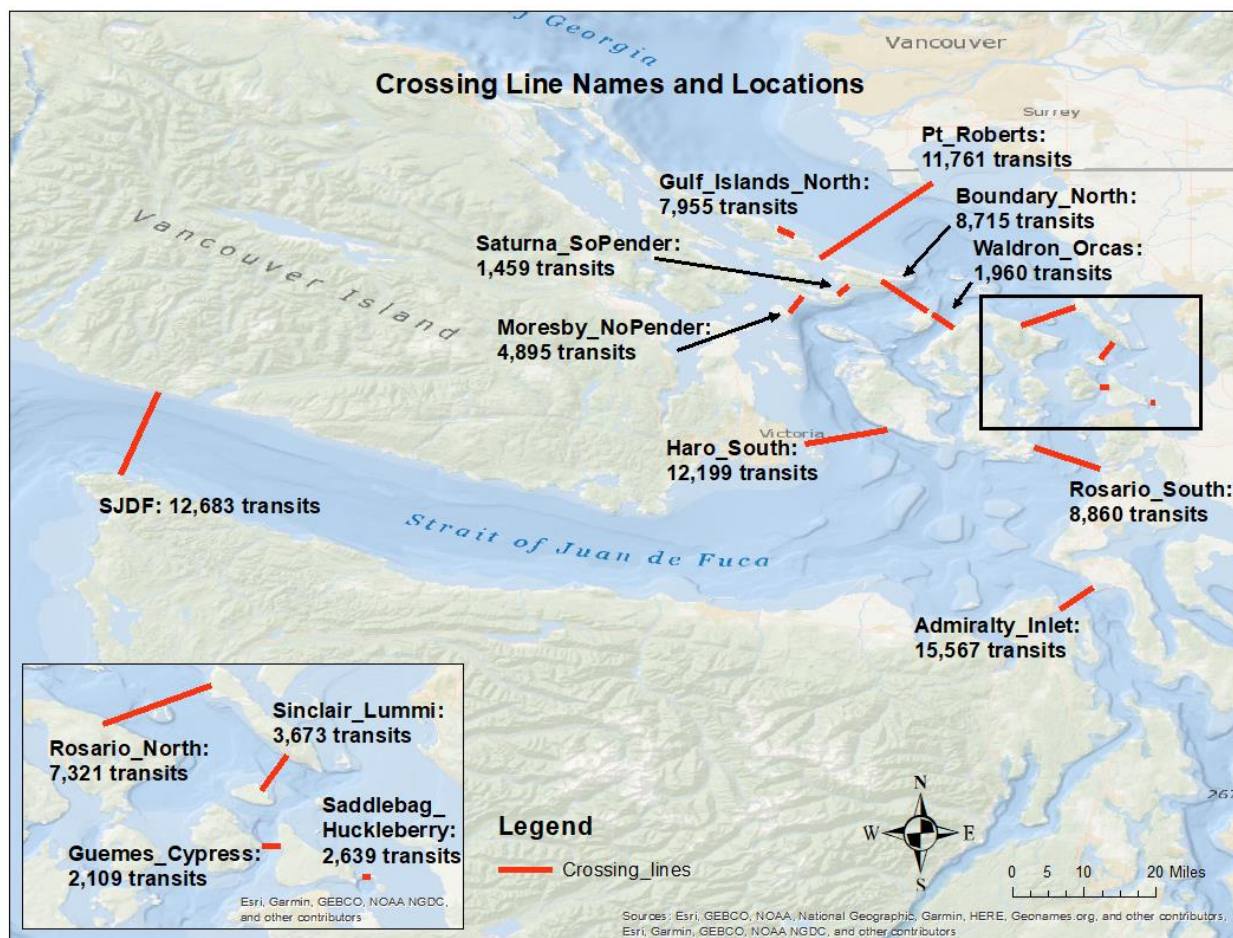 f Georgia
Vancouver
Crossing Line Names and Locations
Surrey
Pt_Roberts:
11,761 transits
Gulf_Islands_North:
7,955 transits
Boundary_North:
8,715 transits
Saturna_SoPender:
1,459 transits
Waldron_Orcas:
1,960 transits
Vancouver Island
Moresby_NoPender:
4,895 transits
Victoria
Haro_South:
12,199 transits
SJDF: 12,683 transits
Rosario_South:
8,860 transits
Strait of Juan de Fuca
Admiralty_Inlet:
15,567 transits
Sinclair_Lummi:
3,673 transits
Rosario_North:
7,321 transits
Saddlebag_
Huckleberry:
2,639 transits
Guemes_Cypress:
2,109 transits
Esri, Garmin, GEBCO, NOAA NGDC,
and other contributors
Legend
Crossing_lines
N
W E
S
267
0 5 10 20 Miles
Sources: Esri, GEBCO, NOAA, National Geographic, Garmin, HERE, Geonames.org, and other contributors,
Esri, Garmin, GEBCO, NOAA NGDC, and other contributors